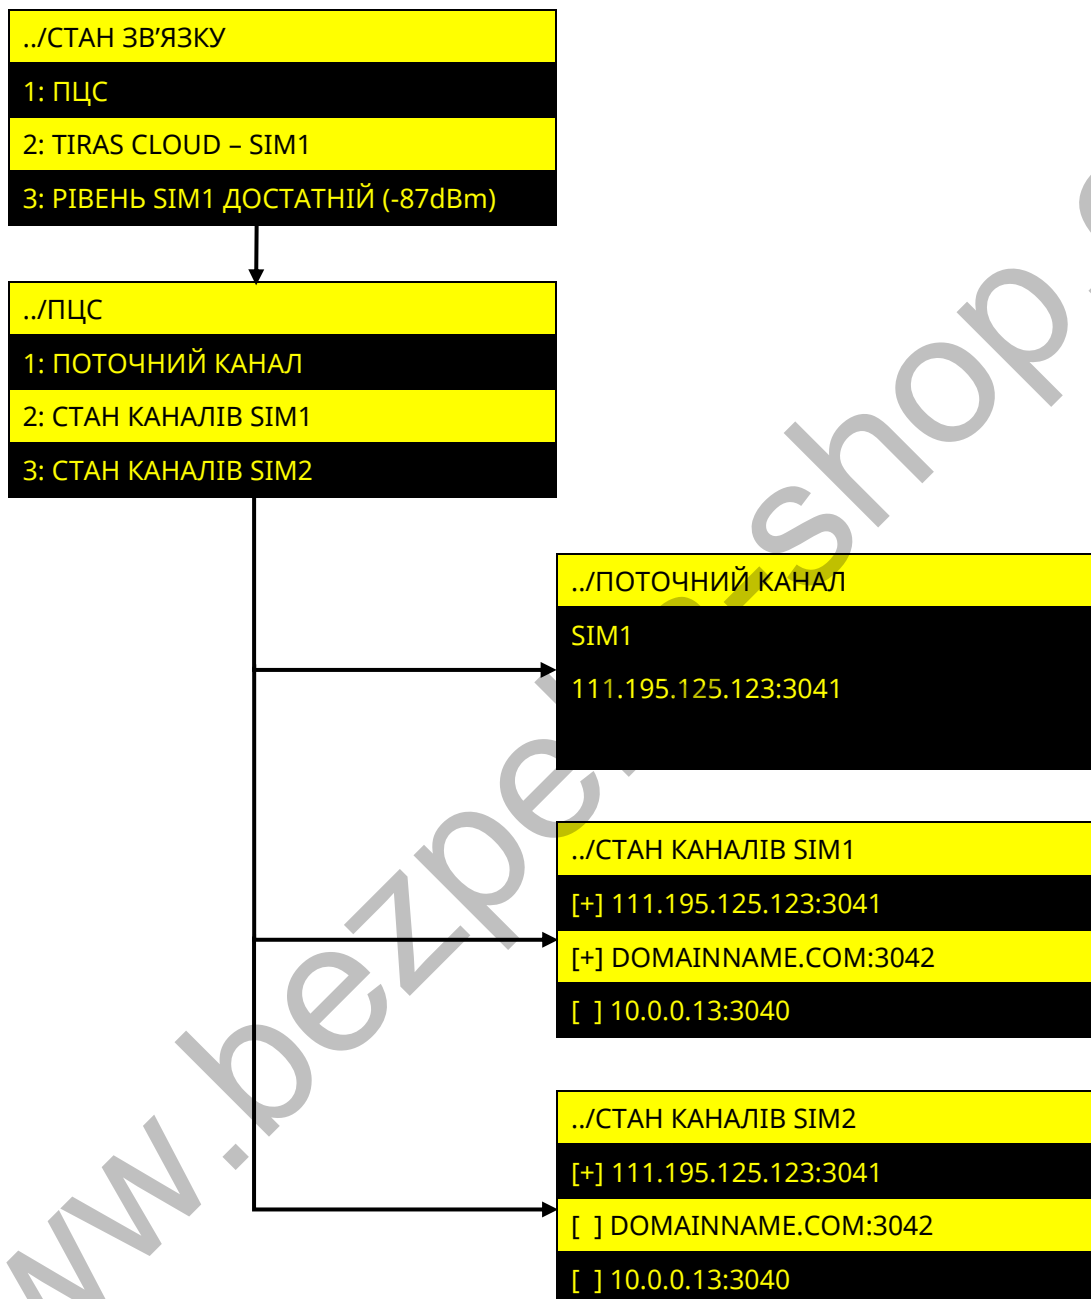 ../СТАН ЗВ’ЯЗКУ
1: ПЦС
2: TIRAS CLOUD – SIM1
3: РІВЕНЬ SIM1 ДОСТАТНІЙ (-87dBm)
../ПЦС
1: ПОТОЧНИЙ КАНАЛ
2: СТАН КАНАЛІВ SIM1
3: СТАН КАНАЛІВ SIM2
../ПОТОЧНИЙ КАНАЛ
SIM1
111.195.125.123:3041
../СТАН КАНАЛІВ SIM1
[+] 111.195.125.123:3041
[+] DOMAINNAME.COM:3042
[ ] 10.0.0.13:3040
../СТАН КАНАЛІВ SIM2
[+] 111.195.125.123:3041
[ ] DOMAINNAME.COM:3042
[ ] 10.0.0.13:3040